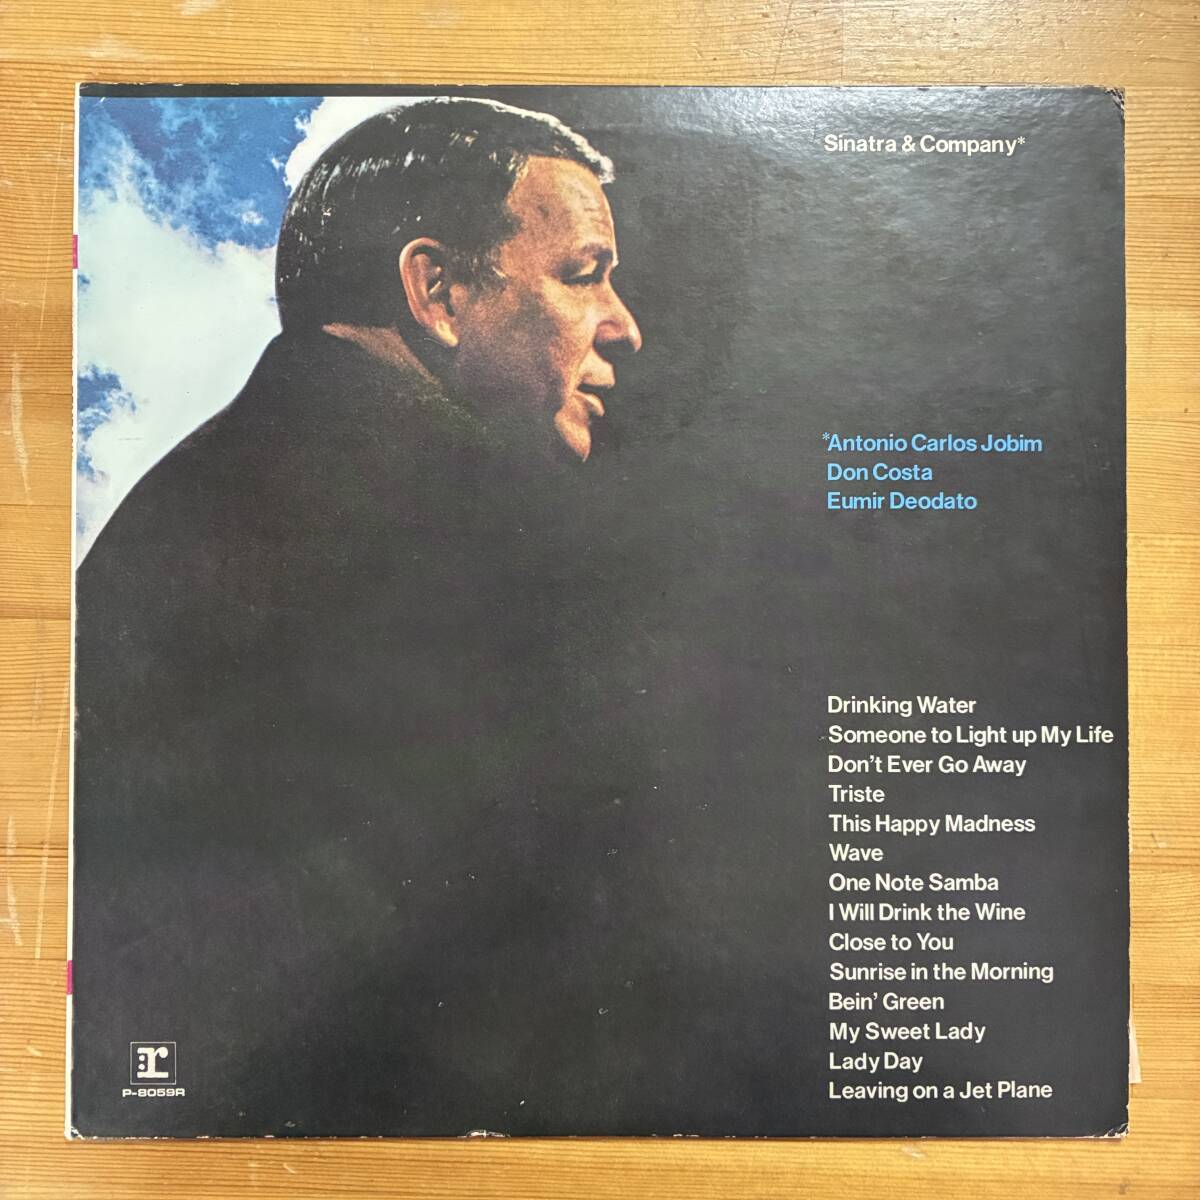 Sinatra & Company*
*Antonio Carlos Jobim
Don Costa
Eumir Deodato
Drinking Water
Someone to Light up My Life
Don't Ever Go Away
Triste
This Happy Madness
Wave
One Note Samba
I Will Drink the Wine
Close to You
Sunrise in the Morning
Bein' Green
My Sweet Lady
Lady Day
Leaving on a Jet Plane
r
P-8059R